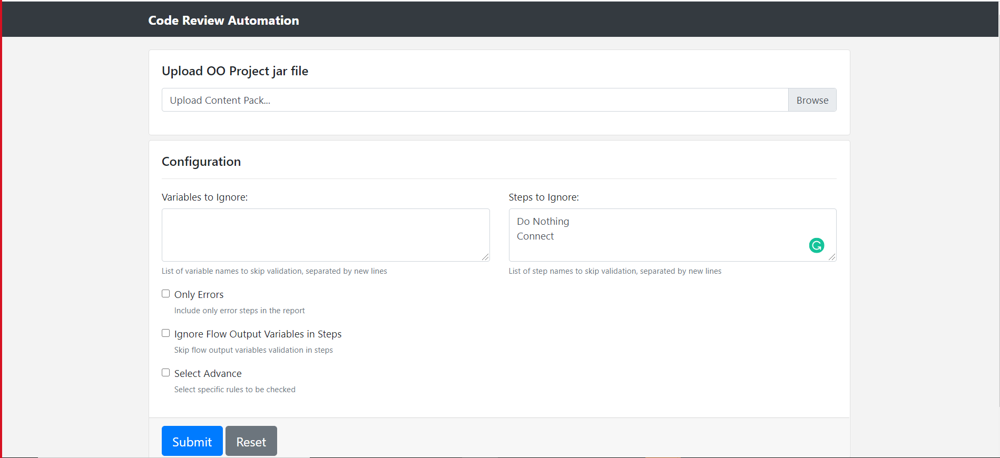 Code Review Automation
Upload OO Project jar file
Upload Content Pack...
Browse
Configuration
Variables to Ignore:
Steps to Ignore:
Do Nothing
Connect
List of variable names to skip validation, separated by new lines
List of step names to skip validation, separated by new lines
Only Errors
Include only error steps in the report
Ignore Flow Output Variables in Steps
Skip flow output variables validation in steps
Select Advance
Select specific rules to be checked
Submit
Reset